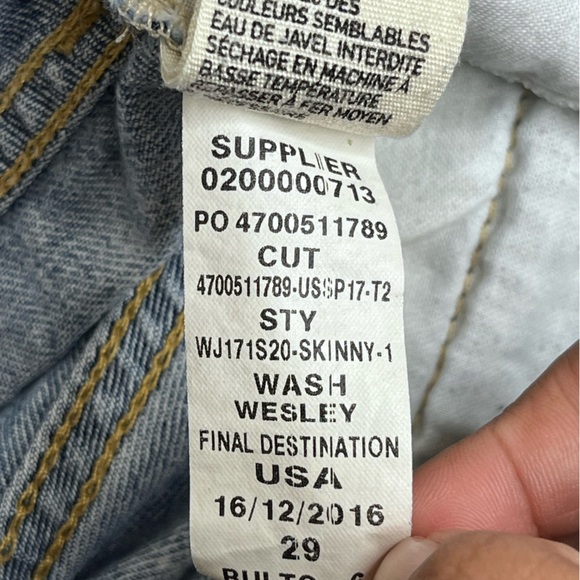 COULEURS SEMBLABLES
EAU DE JAVEL INTERDITE
SÉCHAGE EN MACHINE À
BASSE TEMPÉRATURE
REPASSER À FER MOYEN
SUPPLIER
0200000713
PO 4700511789
CUT
4700511789-USSP17-T2
STY
WJ171S20-SKINNY-1
WASH
WESLEY
FINAL DESTINATION
USA
16/12/2016
29